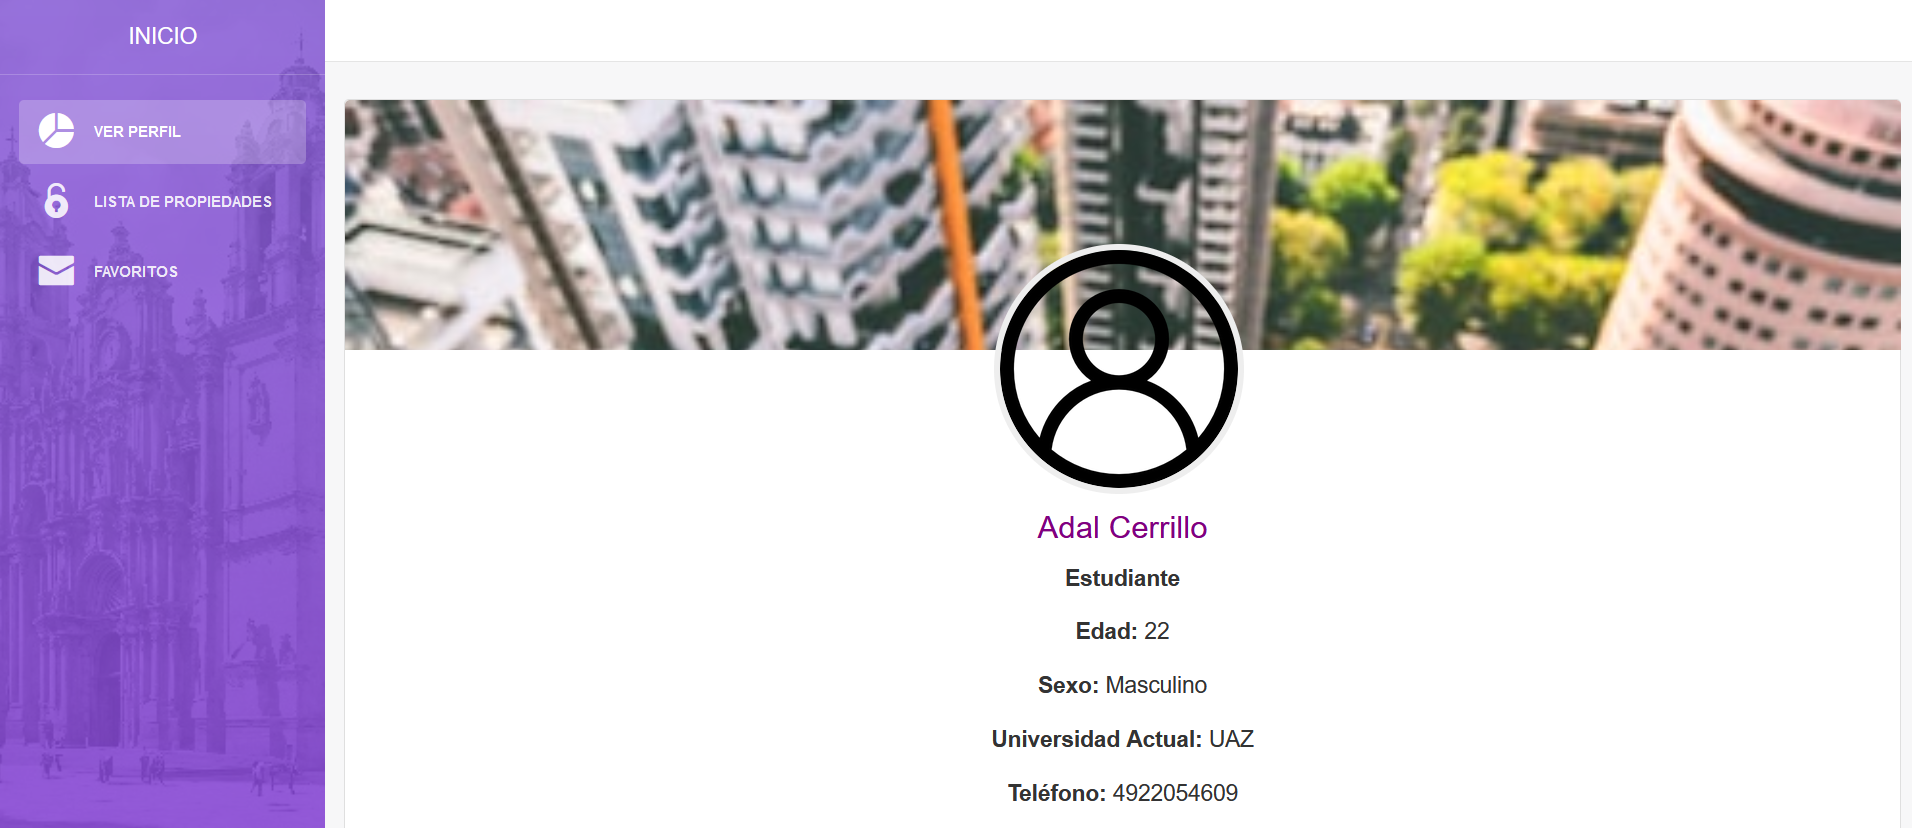 INICIO
VER PERFIL
LISTA DE PROPIEDADES
FAVORITOS
Adal Cerrillo
Estudiante
Edad: 22
Sexo: Masculino
Universidad Actual: UAZ
Teléfono: 4922054609